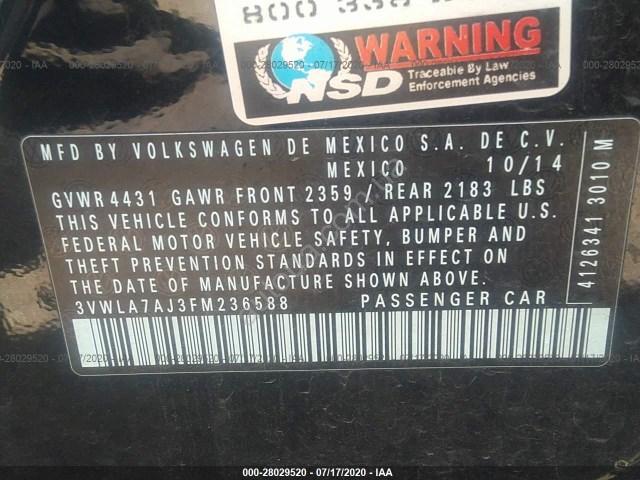 800 338
NSD WARNING
Traceable By Law
Enforcement Agencies
MFD BY VOLKSWAGEN DE MEXICO S.A. DE C.V.
MEXICO 10/14
GVWR 4431 GAWR FRONT 2359 / REAR 2183 LBS
THIS VEHICLE CONFORMS TO ALL APPLICABLE U.S.
FEDERAL MOTOR VEHICLE SAFETY, BUMPER AND
THEFT PREVENTION STANDARDS IN EFFECT ON
THE DATE OF MANUFACTURE SHOWN ABOVE.
3VWLA7AJ3FM236588 PASSENGER CAR
4126341 3010 M
000-28029520 - 07/17/2020 - IAA